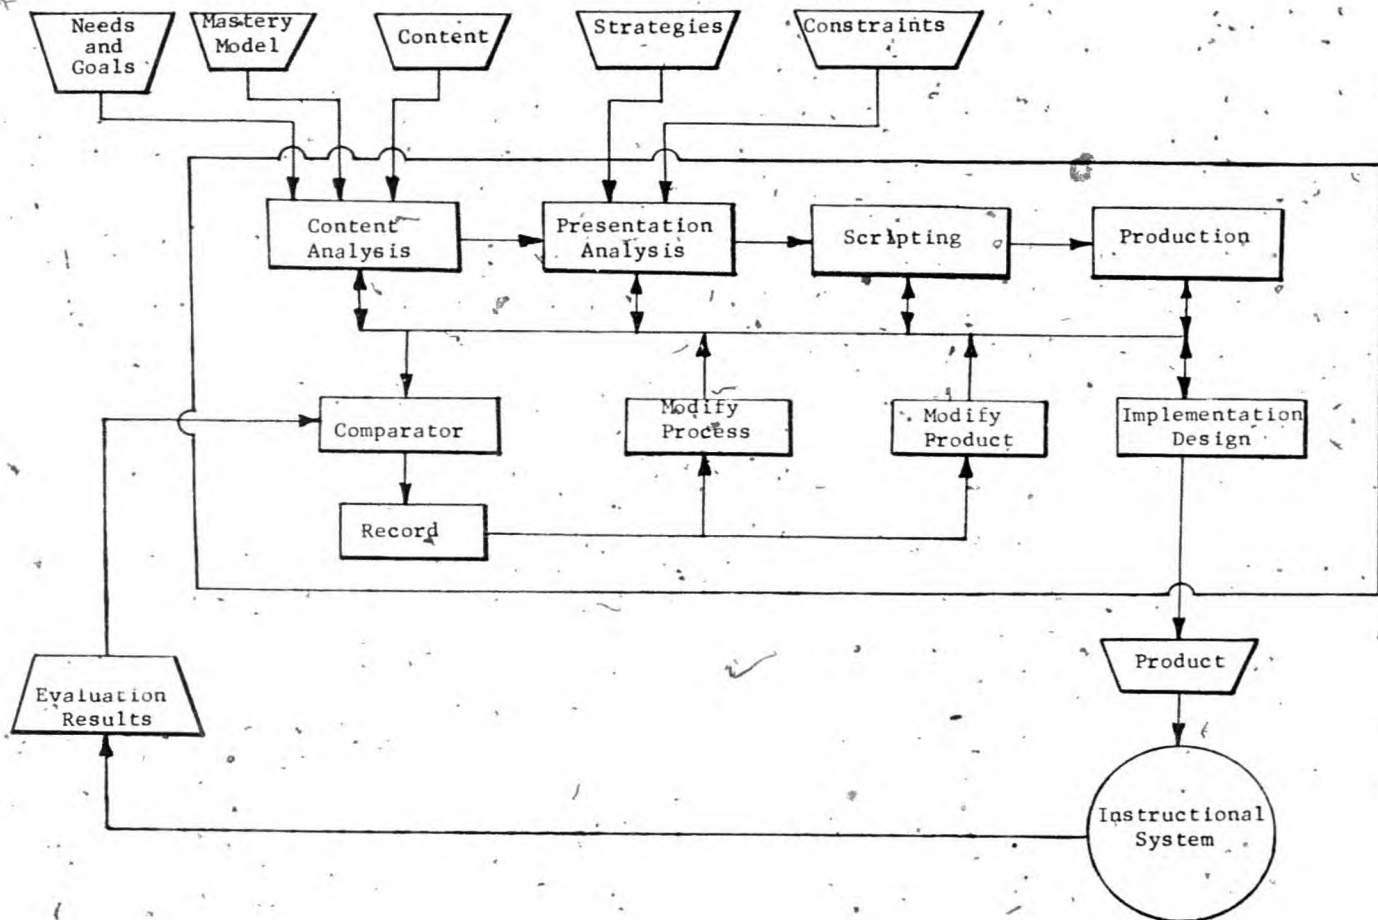 Needs
and
Goals
Mastery
Model
Content
Strategies
Constraints
Content
Analysis
Presentation
Analysis
Scripting
Production
Comparator
Modify
Process
Modify
Product
Implementation
Design
Record
Evaluation
Results
Product
Instructional
System